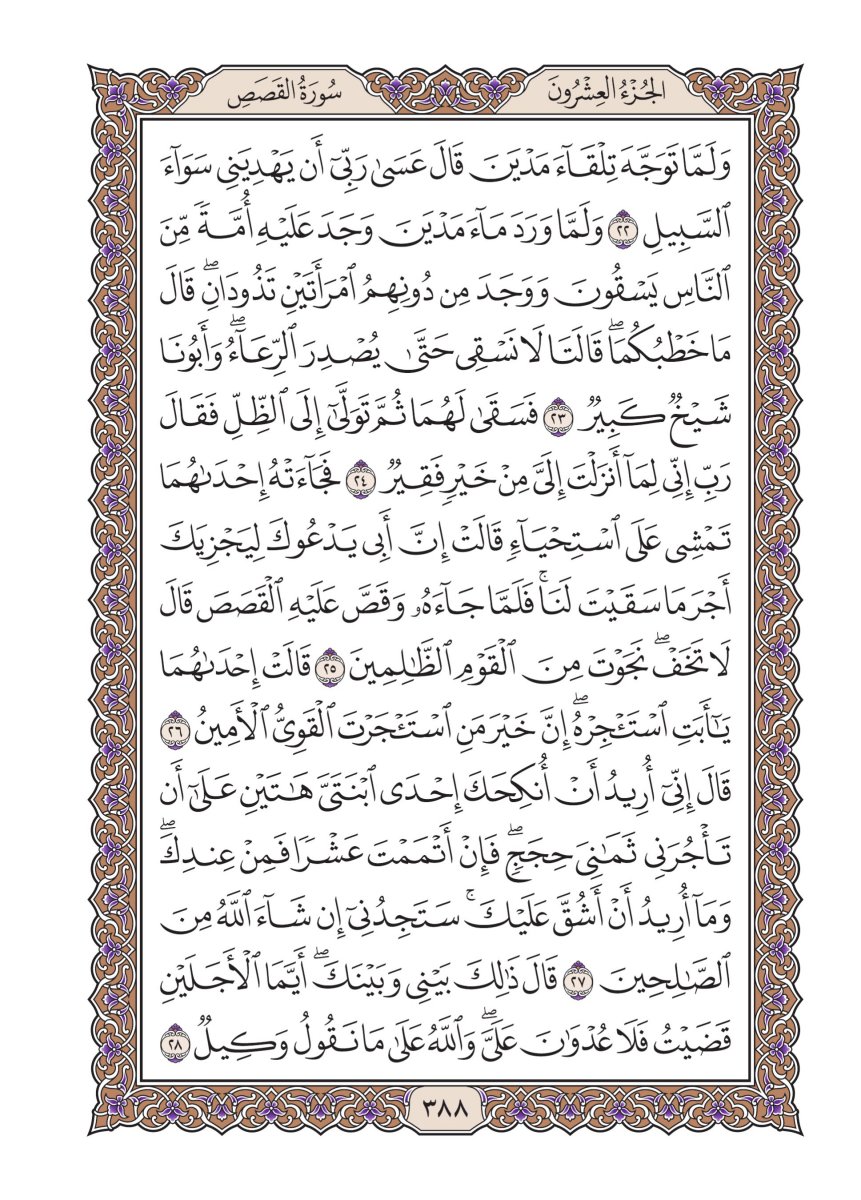 الجُزْءُ العِشْرُونَ
سُورَةُ القَصَصِ
وَلَمَّا تَوَجَّهَ تِلْقَآءَ مَدْيَنَ قَالَ عَسَىٰ رَبِّيٓ أَن يَهْدِيَنِي سَوَآءَ
ٱلسَّبِيلِ ٢٢ وَلَمَّا وَرَدَ مَآءَ مَدْيَنَ وَجَدَ عَلَيْهِ أُمَّةٗ مِّنَ
ٱلنَّاسِ يَسْقُونَ وَوَجَدَ مِن دُونِهِمُ ٱمْرَأَتَيْنِ تَذُودَانِۖ قَالَ
مَا خَطْبُكُمَاۖ قَالَتَا لَا نَسْقِي حَتَّىٰ يُصْدِرَ ٱلرِّعَآءُۖ وَأَبُونَا
شَيْخٞ كَبِيرٞ ٢٣ فَسَقَىٰ لَهُمَا ثُمَّ تَوَلَّىٰٓ إِلَى ٱلظِّلِّ فَقَالَ
رَبِّ إِنِّي لِمَآ أَنزَلْتَ إِلَيَّ مِنْ خَيْرٖ فَقِيرٞ ٢٤ فَجَآءَتْهُ إِحْدَىٰهُمَا
تَمْشِي عَلَى ٱسْتِحْيَآءٖ قَالَتْ إِنَّ أَبِي يَدْعُوكَ لِيَجْزِيَكَ
أَجْرَ مَا سَقَيْتَ لَنَاۚ فَلَمَّا جَآءَهُۥ وَقَصَّ عَلَيْهِ ٱلْقَصَصَ قَالَ
لَا تَخَفْۖ نَجَوْتَ مِنَ ٱلْقَوْمِ ٱلظَّٰلِمِينَ ٢٥ قَالَتْ إِحْدَىٰهُمَا
يَٰٓأَبَتِ ٱسْتَـْٔجِرْهُۖ إِنَّ خَيْرَ مَنِ ٱسْتَـْٔجَرْتَ ٱلْقَوِيُّ ٱلْأَمِينُ ٢٦
قَالَ إِنِّيٓ أُرِيدُ أَنْ أُنكِحَكَ إِحْدَى ٱبْنَتَيَّ هَٰتَيْنِ عَلَىٰٓ أَن
تَأْجُرَنِي ثَمَٰنِيَ حِجَجٖۖ فَإِنْ أَتْمَمْتَ عَشْرٗا فَمِنْ عِندِكَۖ
وَمَآ أُرِيدُ أَنْ أَشُقَّ عَلَيْكَۚ سَتَجِدُنِيٓ إِن شَآءَ ٱللَّهُ مِنَ
ٱلصَّٰلِحِينَ ٢٧ قَالَ ذَٰلِكَ بَيْنِي وَبَيْنَكَۖ أَيَّمَا ٱلْأَجَلَيْنِ
قَضَيْتُ فَلَا عُدْوَٰنَ عَلَيَّۖ وَٱللَّهُ عَلَىٰ مَا نَقُولُ وَكِيلٞ ٢٨
٣٨٨